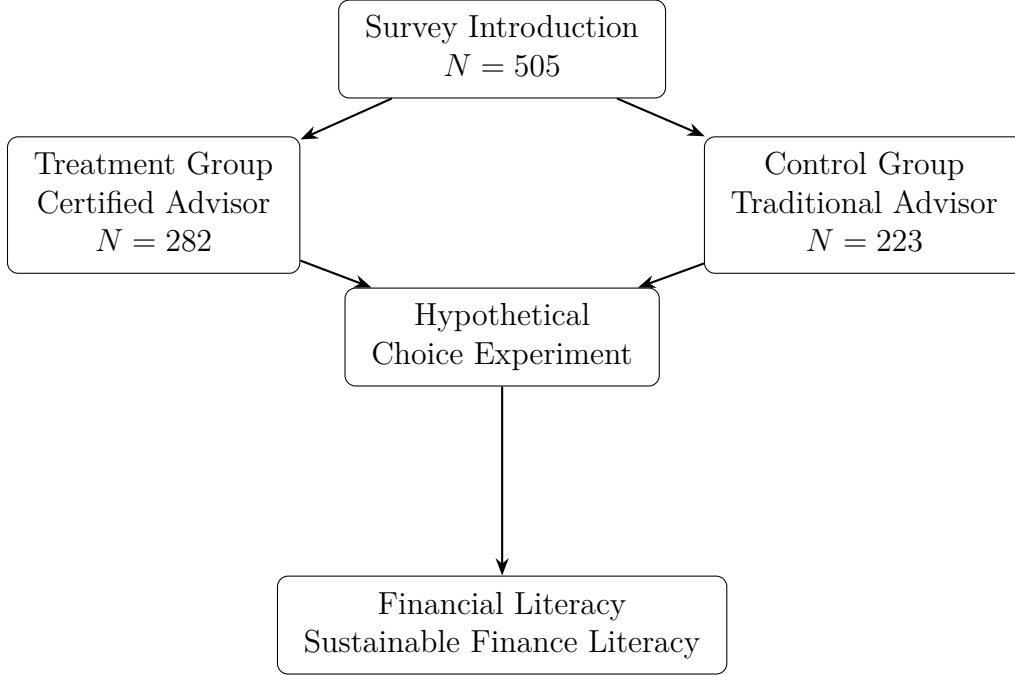 Survey Introduction
N = 505
Treatment Group
Certified Advisor
N = 282
Control Group
Traditional Advisor
N = 223
Hypothetical
Choice Experiment
Financial Literacy
Sustainable Finance Literacy